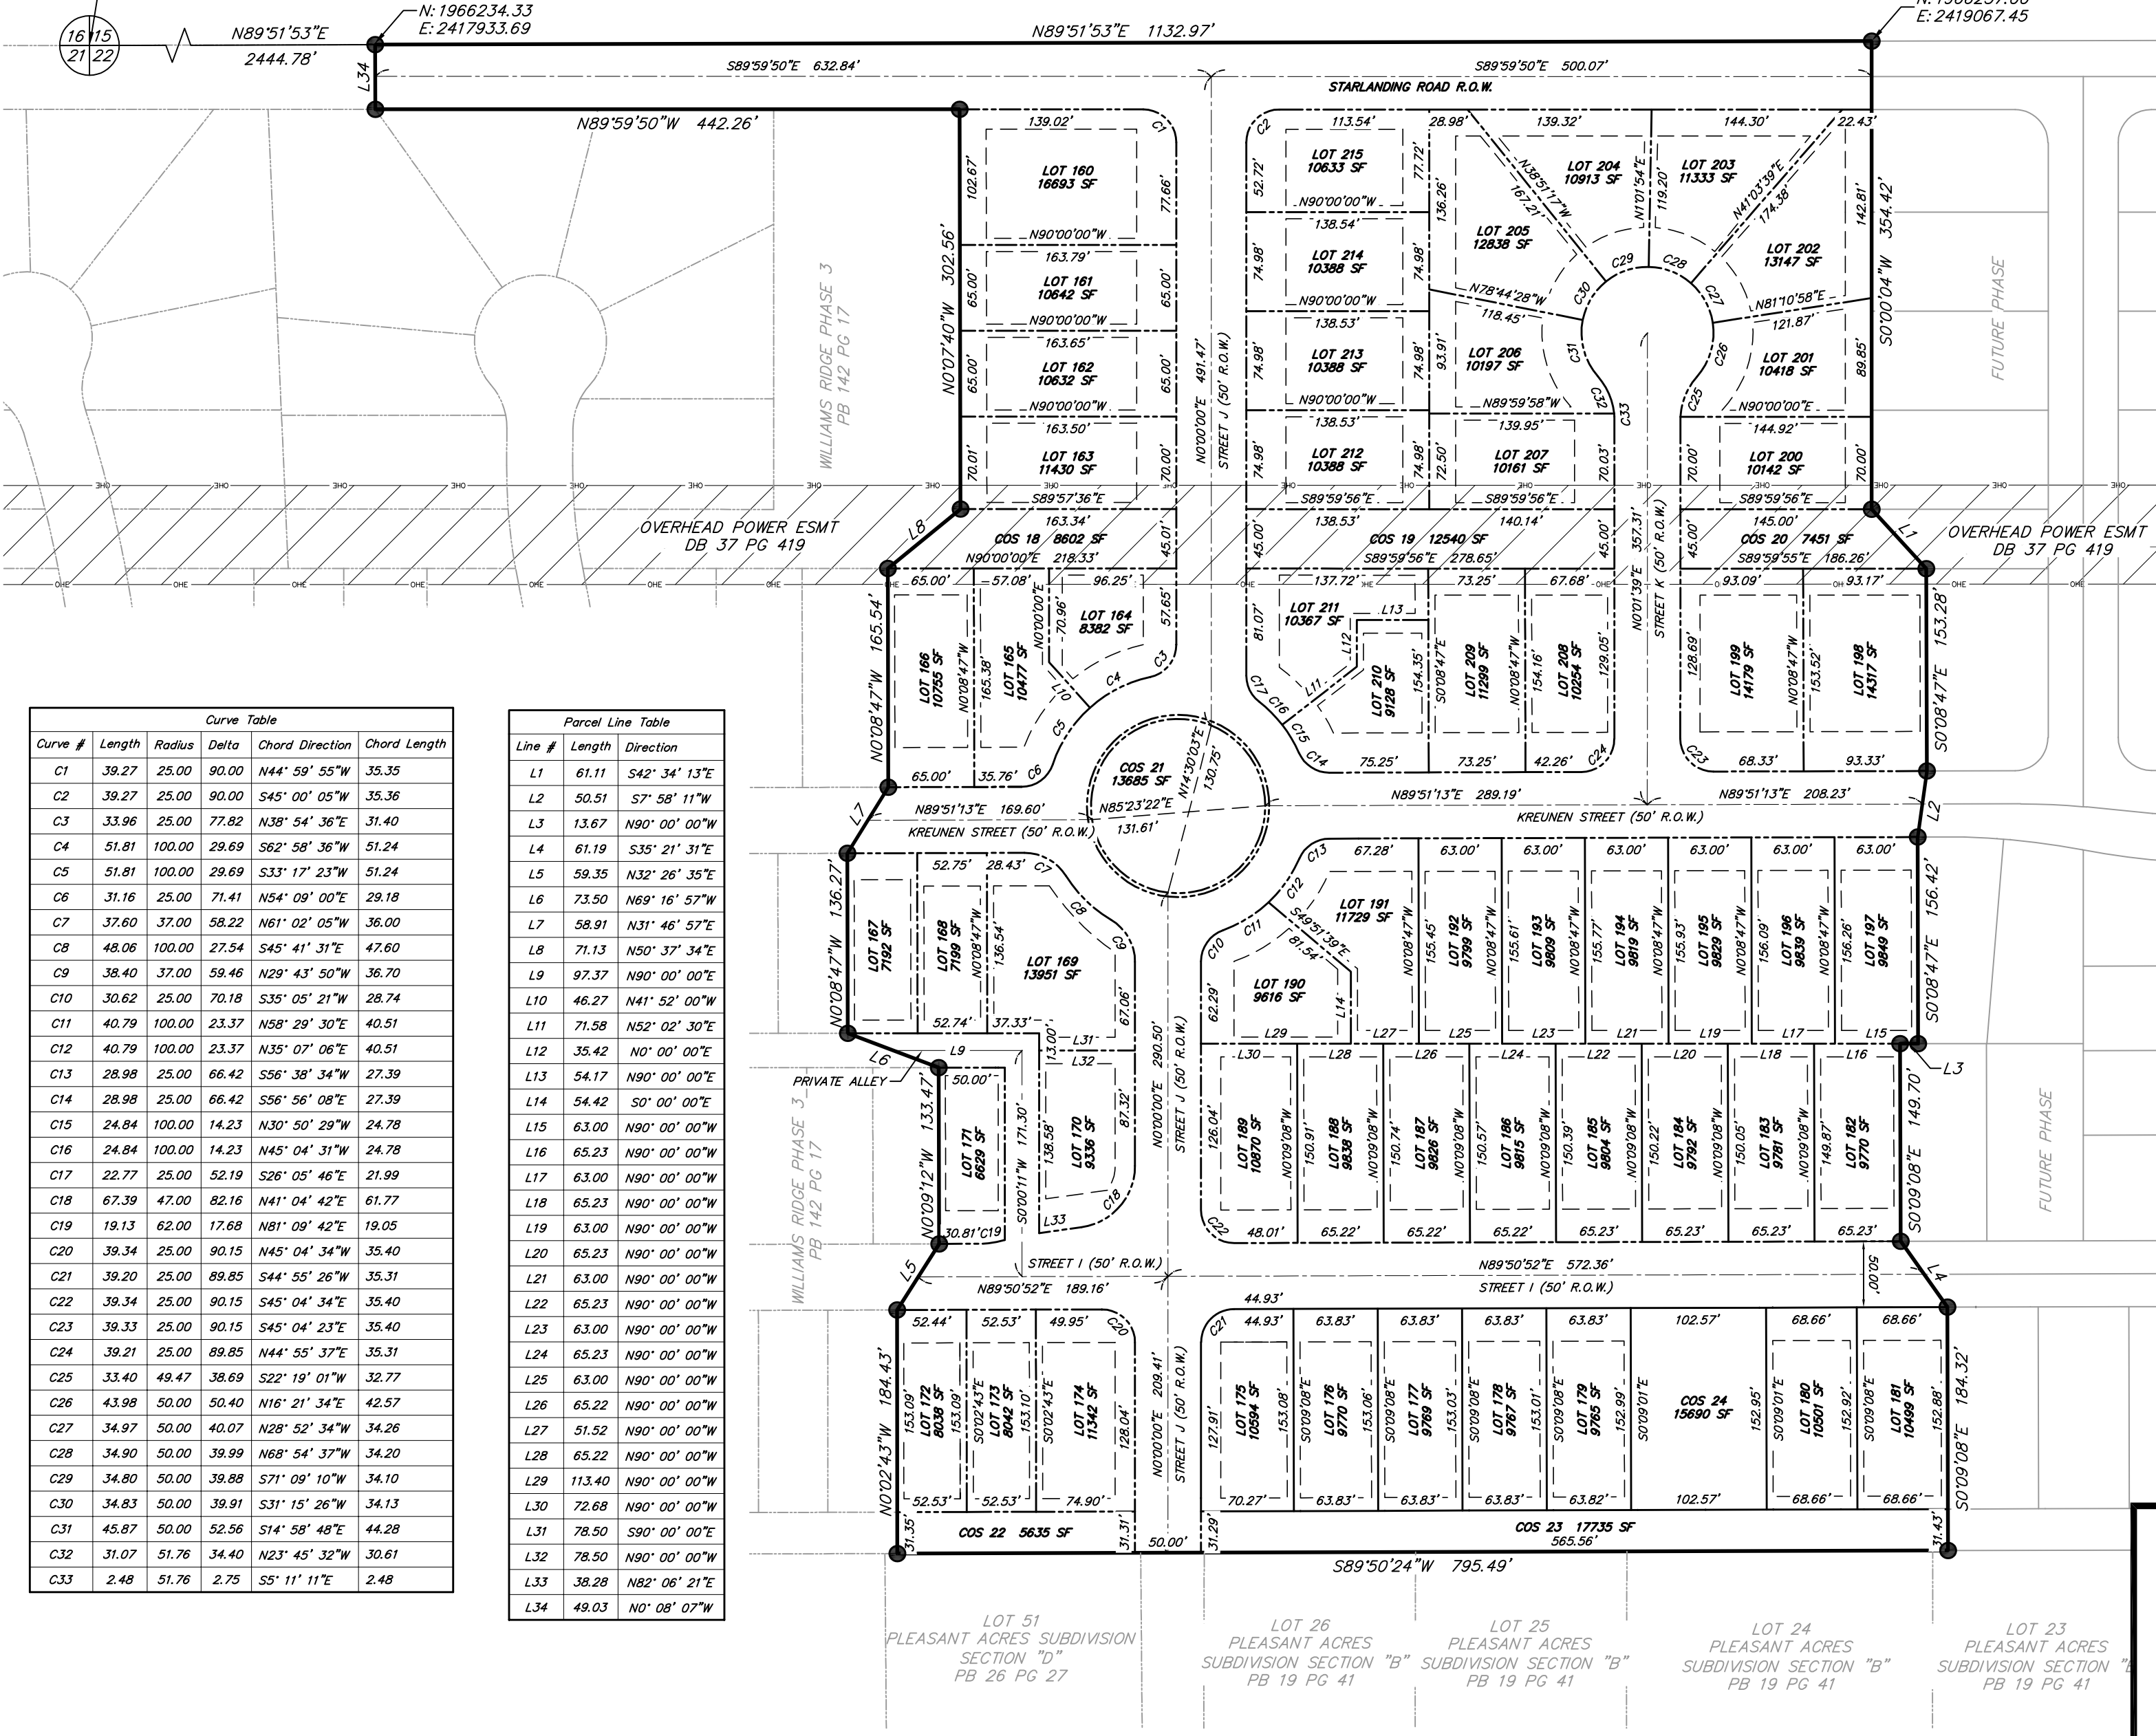 N: 1966234.33
E: 2417933.69
E: 2419067.45
16 15
21 22
N89°51'53"E
2444.78'
N89°51'53"E 1132.97'
L34
S89°59'50"E 632.84'
S89°59'50"E 500.07'
STARLANDING ROAD R.O.W.
N89°59'50"W 442.26'
139.02'
C1
C2
113.54'
28.98'
139.32'
144.30'
22.43'
102.67'
LOT 160
16693 SF
77.66'
N90°00'00"W
163.79'
65.00'
LOT 161
10642 SF
65.00'
N90°00'00"W
163.65'
65.00'
LOT 162
10632 SF
65.00'
N90°00'00"W
163.50'
70.01'
LOT 163
11430 SF
70.00'
S89°57'36"E
163.34'
N0°07'40"W 302.56'
WILLIAMS RIDGE PHASE 3
PB 142 PG 17
N0°00'00"E 491.47'
STREET J (50' R.O.W.)
52.72'
LOT 215
10633 SF
77.72'
N90°00'00"W
138.54'
74.98'
LOT 214
10388 SF
74.98'
N90°00'00"W
138.53'
74.98'
LOT 213
10388 SF
74.98'
N90°00'00"W
138.53'
74.98'
LOT 212
10388 SF
74.98'
S89°59'56"E
138.53'
136.26'
LOT 205
12838 SF
N38°51'17"W
167.21'
LOT 204
10913 SF
N1°01'54"E
119.20'
LOT 203
11333 SF
N41°03'39"E
174.38'
LOT 202
13147 SF
142.81'
S0°00'04"W 354.42'
C29
C28
C30
C27
N78°44'28"W
118.45'
N81°10'58"E
121.87'
93.91'
LOT 206
10197 SF
C31
C26
LOT 201
10418 SF
89.85'
C32
C33
C25
N89°59'58"W
139.95'
N90°00'00"E
144.92'
72.50'
LOT 207
10161 SF
70.03'
70.00'
LOT 200
10142 SF
70.00'
S89°59'56"E
140.14'
S89°59'56"E
145.00'
N0°01'39"E 357.31'
STREET K (50' R.O.W.)
FUTURE PHASE
OHE OHE OHE OHE OHE OHE OHE OHE OHE OHE OHE OHE OHE OHE OHE OHE OHE
OVERHEAD POWER ESMT
DB 37 PG 419
L8
COS 18 8602 SF
45.01'
45.00'
COS 19 12540 SF
45.00'
45.00'
COS 20 7451 SF
L1
OVERHEAD POWER ESMT
DB 37 PG 419
N90°00'00"E 218.33'
S89°59'56"E 278.65'
S89°59'55"E 186.26'
OHE OHE OHE OHE OHE OHE OHE OHE OHE OHE OHE OHE
65.00'
57.08'
96.25'
137.72'
73.25'
67.68'
93.09'
93.17'
N0°08'47"W 165.54'
LOT 166
10755 SF
N0°08'47"W
165.38'
LOT 165
10477 SF
N0°00'00"E
70.96'
LOT 164
8382 SF
57.65'
L10
C3
C4
C5
C6
65.00'
35.76'
81.07'
LOT 211
10367 SF
L13
L12
L11
C17
C16
C15
C14
LOT 210
9128 SF
154.35'
S0°08'47"E
LOT 209
11299 SF
N0°08'47"W
154.16'
LOT 208
10254 SF
129.05'
75.25'
73.25'
42.26'
C24
128.69'
LOT 199
14179 SF
N0°08'47"W
153.52'
LOT 198
14317 SF
S0°08'47"E 153.28'
C23
68.33'
93.33'
L7
N89°51'13"E 169.60'
KREUNEN STREET (50' R.O.W.)
COS 21
13685 SF
N14°30'03"E
130.75'
N85°23'22"E
131.61'
N89°51'13"E 289.19'
N89°51'13"E 208.23'
KREUNEN STREET (50' R.O.W.)
L2
N0°08'47"W 136.27'
LOT 167
7192 SF
52.75'
LOT 168
7199 SF
N0°08'47"W
136.54'
28.43'
C7
C8
C9
LOT 169
13951 SF
67.06'
52.74'
37.33'
L31
13.00'
L32
C13
C12
C11
C10
67.28'
63.00'
63.00'
63.00'
63.00'
63.00'
63.00'
LOT 191
11729 SF
S49°51'39"E
81.54'
LOT 190
9616 SF
62.29'
L14
L29
N0°08'47"W
155.45'
LOT 192
9799 SF
N0°08'47"W
155.61'
LOT 193
9809 SF
N0°08'47"W
155.77'
LOT 194
9819 SF
N0°08'47"W
155.93'
LOT 195
9829 SF
N0°08'47"W
156.09'
LOT 196
9839 SF
N0°08'47"W
156.26'
LOT 197
9849 SF
S0°08'47"E 156.42'
L27
L25
L23
L21
L19
L17
L15
L3
L6
L9
PRIVATE ALLEY
WILLIAMS RIDGE PHASE 3
PB 142 PG 17
N0°09'12"W 133.47'
50.00'
LOT 171
6629 SF
30.81'
C19
S0°00'11"W 171.30'
138.58'
LOT 170
9336 SF
87.32'
C18
L33
N0°00'00"E 290.50'
STREET J (50' R.O.W.)
L30
L28
L26
L24
L22
L20
L18
L16
126.04'
LOT 189
10870 SF
N0°09'08"W
150.91'
LOT 188
9838 SF
N0°09'08"W
150.74'
LOT 187
9826 SF
N0°09'08"W
150.57'
LOT 186
9815 SF
N0°09'08"W
150.39'
LOT 185
9804 SF
N0°09'08"W
150.22'
LOT 184
9792 SF
N0°09'08"W
150.05'
LOT 183
9781 SF
N0°09'08"W
149.87'
LOT 182
9770 SF
S0°09'08"E 149.70'
C22
48.01'
65.22'
65.22'
65.22'
65.23'
65.23'
65.23'
65.23'
FUTURE PHASE
L5
STREET I (50' R.O.W.)
N89°50'52"E 189.16'
N89°50'52"E 572.36'
STREET I (50' R.O.W.)
50.00'
L4
44.93'
52.44'
52.53'
49.95'
C20
C21
44.93'
63.83'
63.83'
63.83'
63.83'
102.57'
68.66'
68.66'
N0°02'43"W 184.43'
153.09'
LOT 172
8038 SF
153.09'
S0°02'43"E
LOT 173
8042 SF
153.10'
S0°02'43"E
LOT 174
11342 SF
128.04'
N0°00'00"E 209.41'
STREET J (50' R.O.W.)
127.91'
LOT 175
10594 SF
153.08'
S0°09'08"E
LOT 176
9770 SF
153.06'
S0°09'08"E
LOT 177
9769 SF
153.03'
S0°09'08"E
LOT 178
9767 SF
153.01'
S0°09'08"E
LOT 179
9765 SF
152.99'
S0°09'01"E
COS 24
15690 SF
152.95'
S0°09'01"E
LOT 180
10501 SF
152.92'
S0°09'08"E
LOT 181
10499 SF
152.88'
S0°09'08"E 184.32'
52.53'
52.53'
74.90'
70.27'
63.83'
63.83'
63.83'
63.82'
102.57'
68.66'
68.66'
31.35'
COS 22 5635 SF
31.31'
50.00'
31.29'
COS 23 17735 SF
565.56'
31.43'
S89°50'24"W 795.49'
LOT 51
PLEASANT ACRES SUBDIVISION
SECTION "D"
PB 26 PG 27
LOT 26
PLEASANT ACRES
SUBDIVISION SECTION "B"
PB 19 PG 41
LOT 25
PLEASANT ACRES
SUBDIVISION SECTION "B"
PB 19 PG 41
LOT 24
PLEASANT ACRES
SUBDIVISION SECTION "B"
PB 19 PG 41
LOT 23
PLEASANT ACRES
SUBDIVISION SECTION
PB 19 PG 41
Curve Table
Curve # Length Radius Delta Chord Direction Chord Length
C1 39.27 25.00 90.00 N44° 59' 55"W 35.35
C2 39.27 25.00 90.00 S45° 00' 05"W 35.36
C3 33.96 25.00 77.82 N38° 54' 36"E 31.40
C4 51.81 100.00 29.69 S62° 58' 36"W 51.24
C5 51.81 100.00 29.69 S33° 17' 23"W 51.24
C6 31.16 25.00 71.41 N54° 09' 00"E 29.18
C7 37.60 37.00 58.22 N61° 02' 05"W 36.00
C8 48.06 100.00 27.54 S45° 41' 31"E 47.60
C9 38.40 37.00 59.46 N29° 43' 50"W 36.70
C10 30.62 25.00 70.18 S35° 05' 21"W 28.74
C11 40.79 100.00 23.37 N58° 29' 30"E 40.51
C12 40.79 100.00 23.37 N35° 07' 06"E 40.51
C13 28.98 25.00 66.42 S56° 38' 34"W 27.39
C14 28.98 25.00 66.42 S56° 56' 08"E 27.39
C15 24.84 100.00 14.23 N30° 50' 29"W 24.78
C16 24.84 100.00 14.23 N45° 04' 31"W 24.78
C17 22.77 25.00 52.19 S26° 05' 46"E 21.99
C18 67.39 47.00 82.16 N41° 04' 42"E 61.77
C19 19.13 62.00 17.68 N81° 09' 42"E 19.05
C20 39.34 25.00 90.15 N45° 04' 34"W 35.40
C21 39.20 25.00 89.85 S44° 55' 26"W 35.31
C22 39.34 25.00 90.15 S45° 04' 34"E 35.40
C23 39.33 25.00 90.15 S45° 04' 23"E 35.40
C24 39.21 25.00 89.85 N44° 55' 37"E 35.31
C25 33.40 49.47 38.69 S22° 19' 01"W 32.77
C26 43.98 50.00 50.40 N16° 21' 34"E 42.57
C27 34.97 50.00 40.07 N28° 52' 34"W 34.26
C28 34.90 50.00 39.99 N68° 54' 37"W 34.20
C29 34.80 50.00 39.88 S71° 09' 10"W 34.10
C30 34.83 50.00 39.91 S31° 15' 26"W 34.13
C31 45.87 50.00 52.56 S14° 58' 48"E 44.28
C32 31.07 51.76 34.40 N23° 45' 32"W 30.61
C33 2.48 51.76 2.75 S5° 11' 11"E 2.48
Parcel Line Table
Line # Length Direction
L1 61.11 S42° 34' 13"E
L2 50.51 S7° 58' 11"W
L3 13.67 N90° 00' 00"W
L4 61.19 S35° 21' 31"E
L5 59.35 N32° 26' 35"E
L6 73.50 N69° 16' 57"W
L7 58.91 N31° 46' 57"E
L8 71.13 N50° 37' 34"E
L9 97.37 N90° 00' 00"E
L10 46.27 N41° 52' 00"W
L11 71.58 N52° 02' 30"E
L12 35.42 N0° 00' 00"E
L13 54.17 N90° 00' 00"E
L14 54.42 S0° 00' 00"E
L15 63.00 N90° 00' 00"W
L16 65.23 N90° 00' 00"W
L17 63.00 N90° 00' 00"W
L18 65.23 N90° 00' 00"W
L19 63.00 N90° 00' 00"W
L20 65.23 N90° 00' 00"W
L21 63.00 N90° 00' 00"W
L22 65.23 N90° 00' 00"W
L23 63.00 N90° 00' 00"W
L24 65.23 N90° 00' 00"W
L25 63.00 N90° 00' 00"W
L26 65.22 N90° 00' 00"W
L27 51.52 N90° 00' 00"W
L28 65.22 N90° 00' 00"W
L29 113.40 N90° 00' 00"W
L30 72.68 N90° 00' 00"W
L31 78.50 S90° 00' 00"E
L32 78.50 N90° 00' 00"W
L33 38.28 N82° 06' 21"E
L34 49.03 N0° 08' 07"W